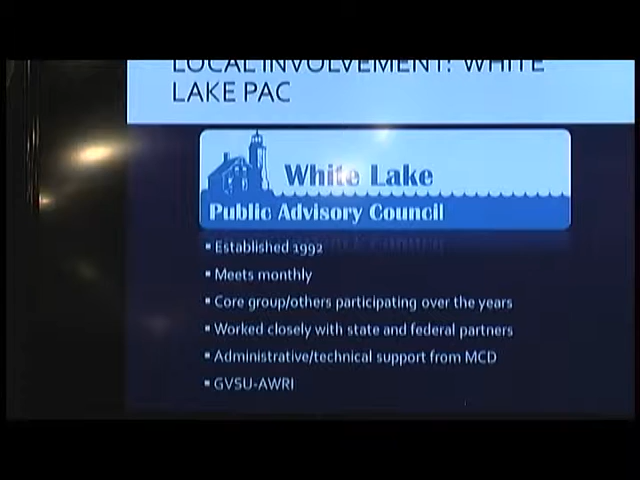 LOCAL INVOLVEMENT: WHITE
LAKE PAC
White Lake
Public Advisory Council
▪ Established 1992
▪ Meets monthly
▪ Core group/others participating over the years
▪ Worked closely with state and federal partners
▪ Administrative/technical support from MCD
▪ GVSU-AWRI